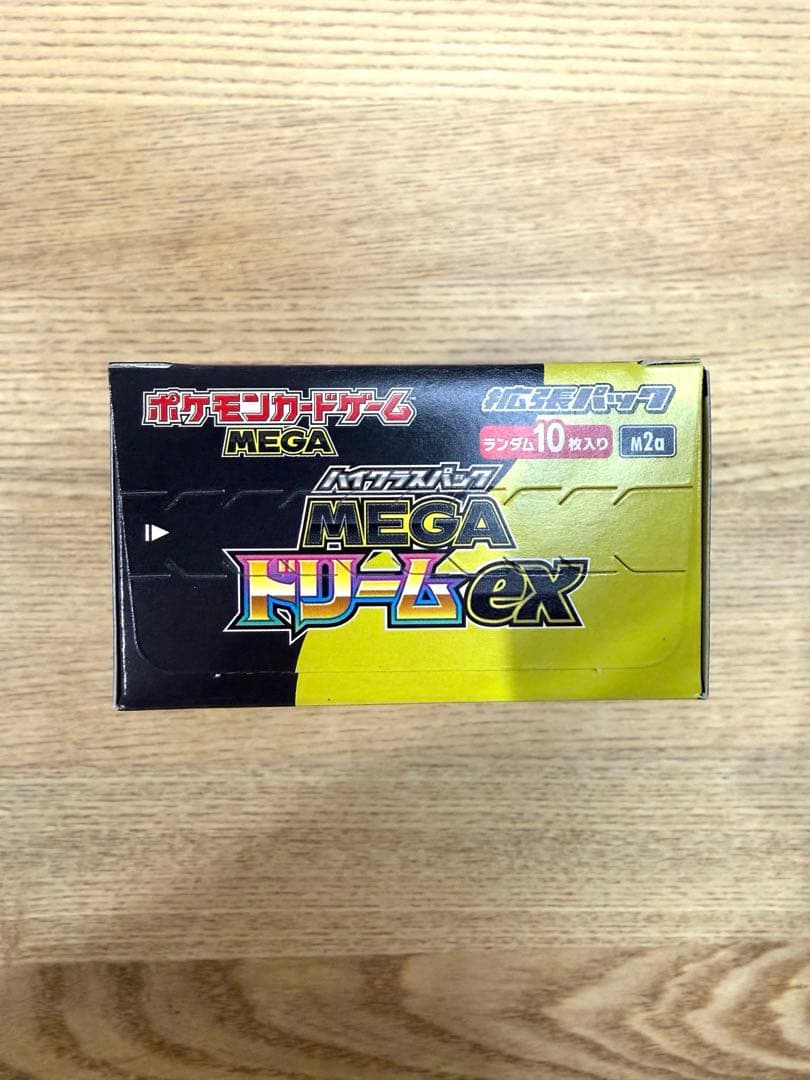 ポケモンカードゲーム
MEGA
拡張パック
ランダム10枚入り
M2a
ハイクラスパック
MEGA
ドリームex